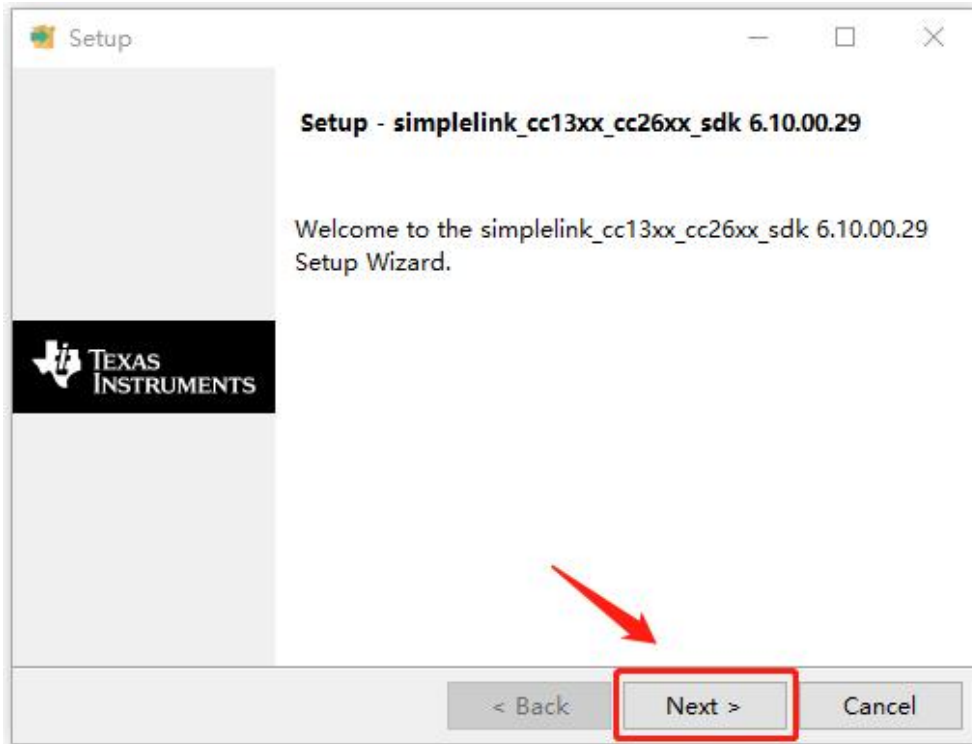 Setup
Setup - simplelink_cc13xx_cc26xx_sdk 6.10.00.29
Welcome to the simplelink_cc13xx_cc26xx_sdk 6.10.00.29
Setup Wizard.
TEXAS
INSTRUMENTS
< Back
Next >
Cancel